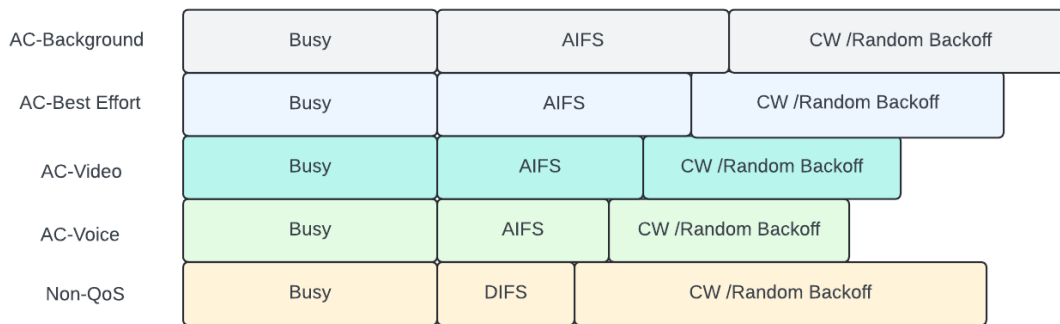 AC-Background Busy AIFS CW /Random Backoff
AC-Best Effort Busy AIFS CW /Random Backoff
AC-Video Busy AIFS CW /Random Backoff
AC-Voice Busy AIFS CW /Random Backoff
Non-QoS Busy DIFS CW /Random Backoff